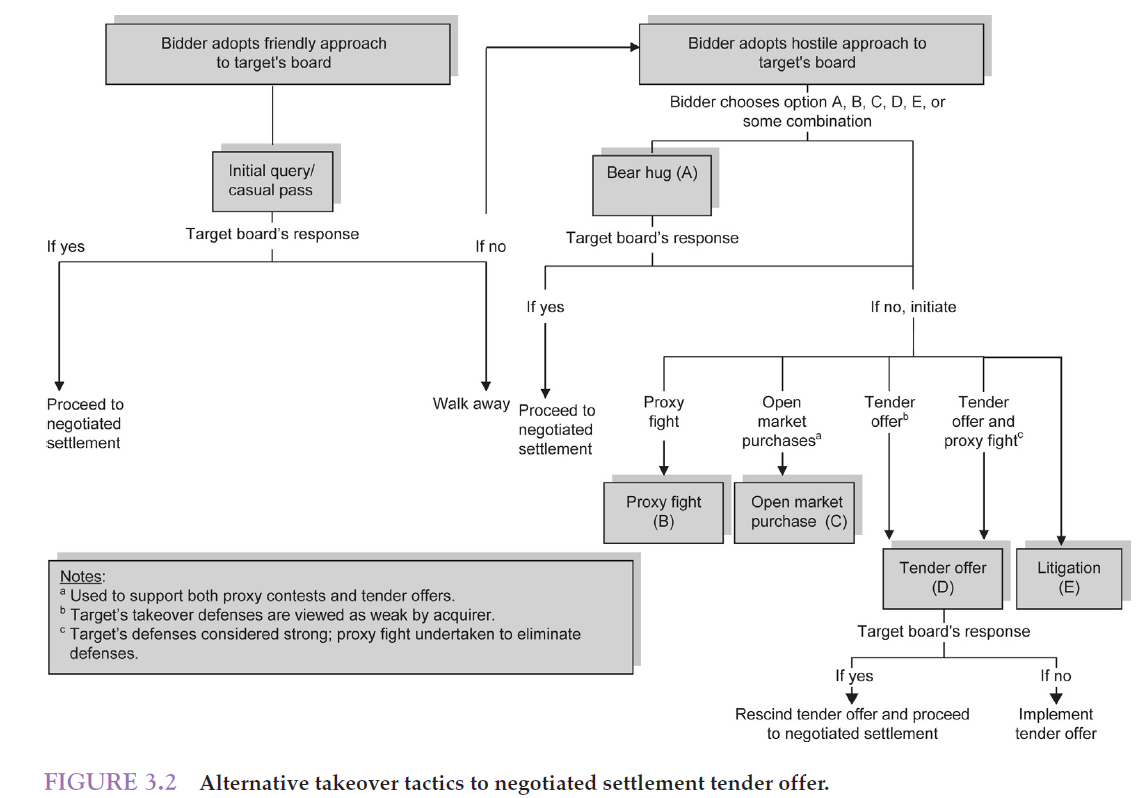 Bidder adopts friendly approach
to target's board
Bidder adopts hostile approach to
target's board
Bidder chooses option A, B, C, D, E, or
some combination
Initial query/
casual pass
Bear hug (A)
Target board's response
Target board's response
If yes
If no
If yes
If no, initiate
Proceed to
negotiated
settlement
Walk away
Proceed to
negotiated
settlement
Proxy
fight
Open
market
purchasesª
Tender
offerᵇ
Tender
offer and
proxy fightᶜ
Proxy fight
(B)
Open market
purchase (C)
Tender offer
(D)
Litigation
(E)
Notes:
ª Used to support both proxy contests and tender offers.
ᵇ Target's takeover defenses are viewed as weak by acquirer.
ᶜ Target's defenses considered strong; proxy fight undertaken to eliminate
defenses.
Target board's response
If yes
If no
Rescind tender offer and proceed
to negotiated settlement
Implement
tender offer
FIGURE 3.2 Alternative takeover tactics to negotiated settlement tender offer.